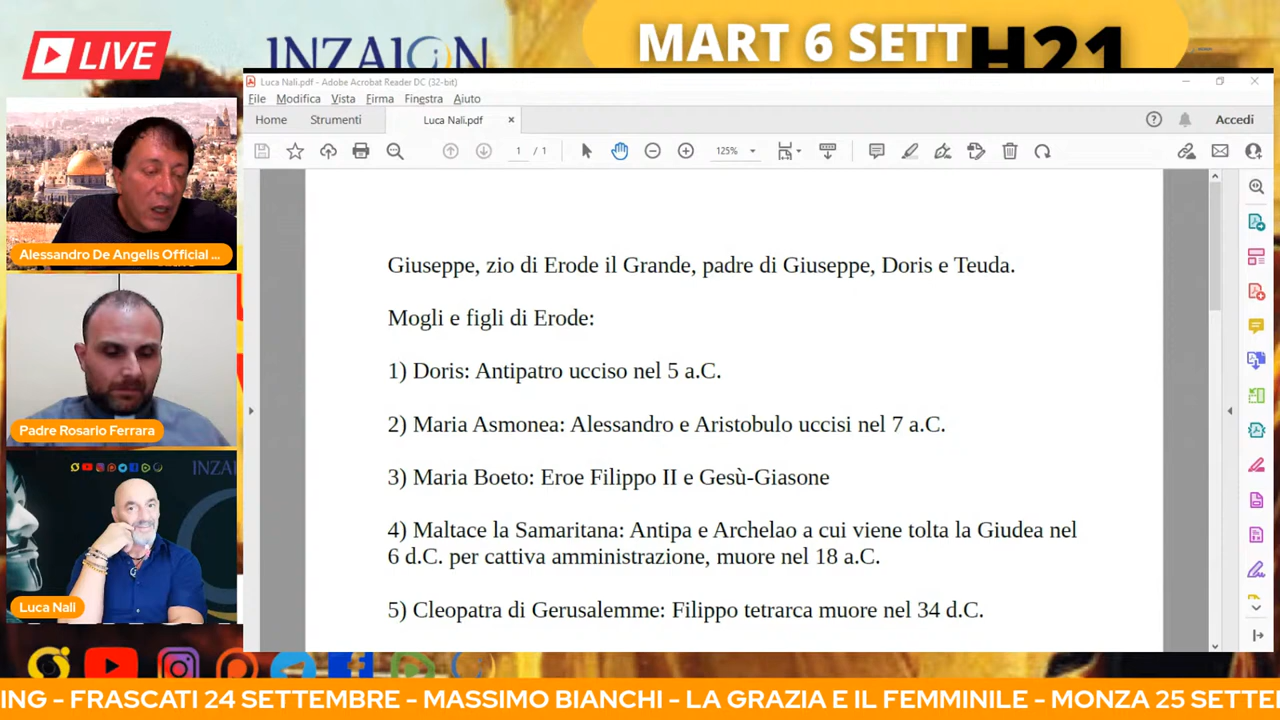 LIVE
INZAION
MART 6 SETT H21
Luca Nali.pdf - Adobe Acrobat Reader DC (32-bit)
File Modifica Vista Firma Finestra Aiuto
Home Strumenti Luca Nali.pdf × Accedi
1 / 1 125%
Giuseppe, zio di Erode il Grande, padre di Giuseppe, Doris e Teuda.
Mogli e figli di Erode:
1) Doris: Antipatro ucciso nel 5 a.C.
2) Maria Asmonea: Alessandro e Aristobulo uccisi nel 7 a.C.
3) Maria Boeto: Eroe Filippo II e Gesù-Giasone
4) Maltace la Samaritana: Antipa e Archelao a cui viene tolta la Giudea nel
6 d.C. per cattiva amministrazione, muore nel 18 a.C.
5) Cleopatra di Gerusalemme: Filippo tetrarca muore nel 34 d.C.
Alessandro De Angelis Official ...
Padre Rosario Ferrara
INZAI
Luca Nali
ING - FRASCATI 24 SETTEMBRE - MASSIMO BIANCHI - LA GRAZIA E IL FEMMINILE - MONZA 25 SETTE